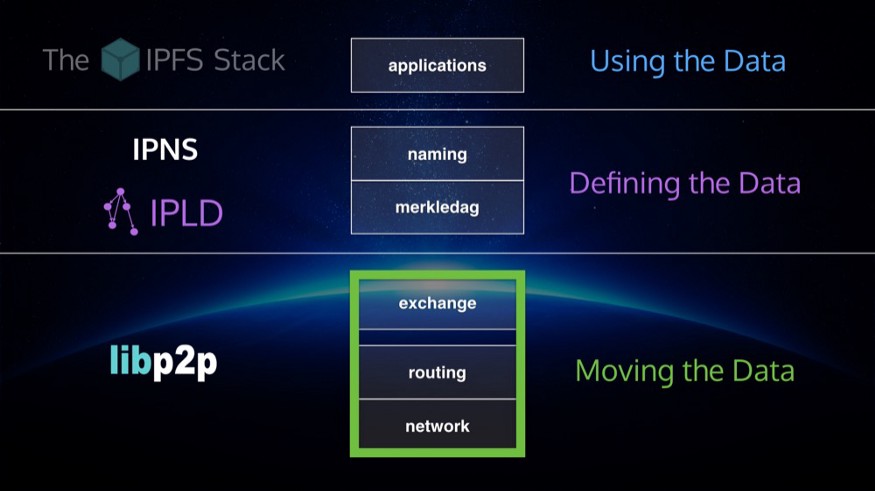 The IPFS Stack
applications
Using the Data
IPNS
naming
Defining the Data
IPLD
merkledag
exchange
libp2p
routing
Moving the Data
network